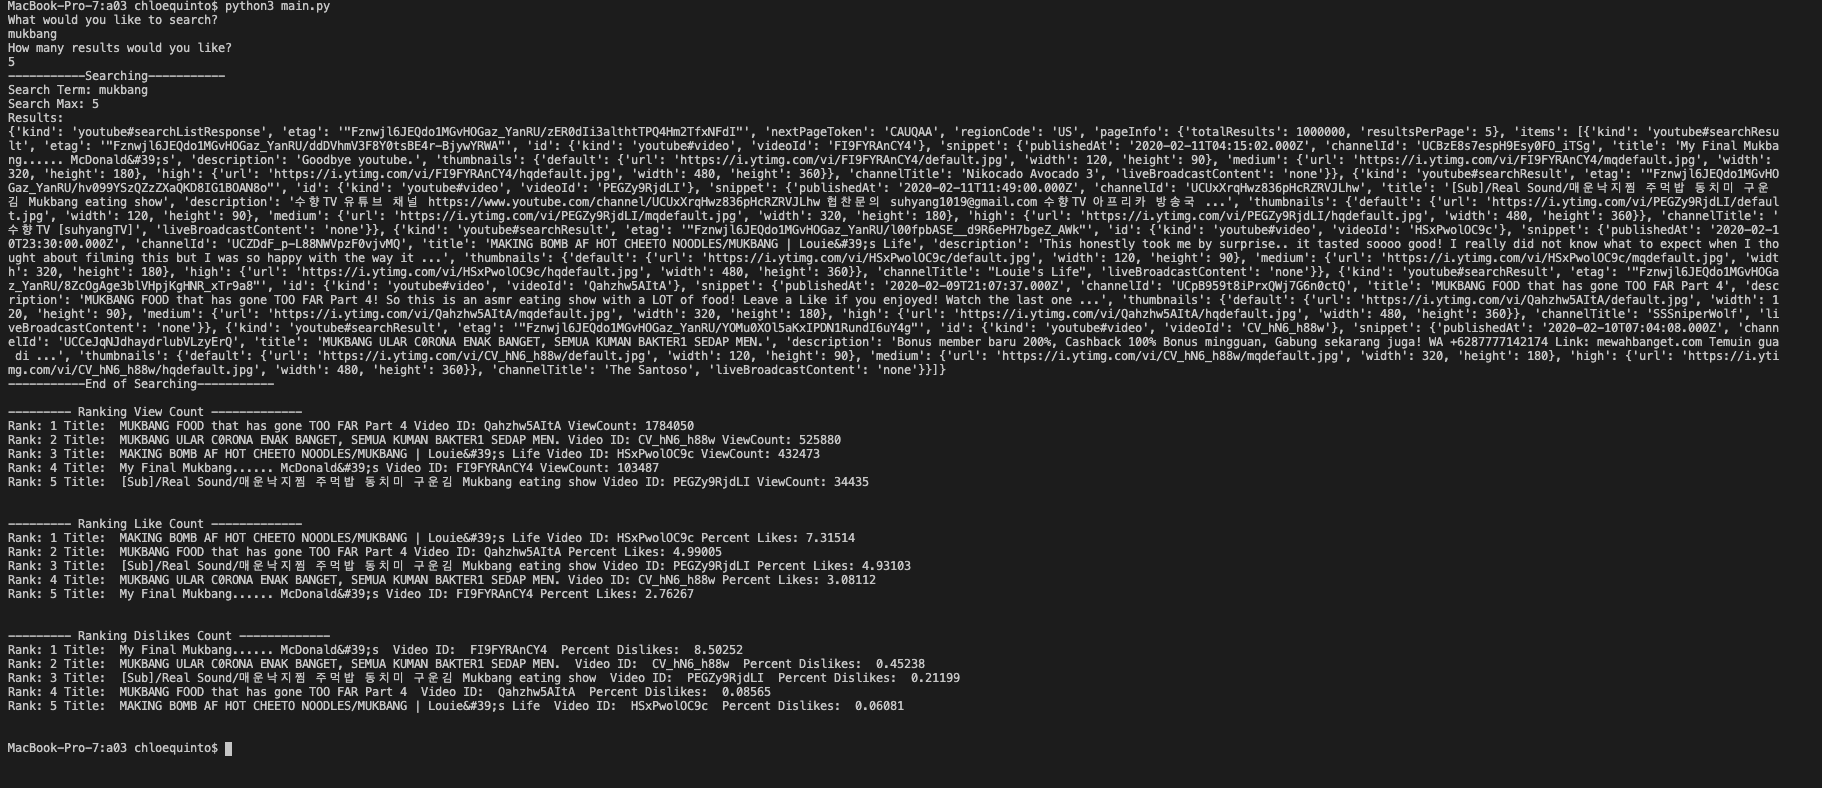 MacBook-Pro-7:a03 chloequinto$ python3 main.py
What would you like to search?
mukbang
How many results would you like?
5
-----------Searching-----------
Search Term: mukbang
Search Max: 5
Results:
{'kind': 'youtube#searchListResponse', 'etag': '"Fznwjl6JEQdo1MGvHOGaz_YanRU/zER0dIi3althtTPQ4Hm2TfxNFdI"', 'nextPageToken': 'CAUQAA', 'regionCode': 'US', 'pageInfo': {'totalResults': 1000000, 'resultsPerPage': 5}, 'items': [{'kind': 'youtube#searchResu
lt', 'etag': '"Fznwjl6JEQdo1MGvHOGaz_YanRU/ddDVhmV3F8Y0tsBE4r-BjywYRWA"', 'id': {'kind': 'youtube#video', 'videoId': 'FI9FYRAnCY4'}, 'snippet': {'publishedAt': '2020-02-11T04:15:02.000Z', 'channelId': 'UCBzE8s7espH9Esy0FO_iTSg', 'title': 'My Final Mukba
ng...... McDonald&#39;s', 'description': 'Goodbye youtube.', 'thumbnails': {'default': {'url': 'https://i.ytimg.com/vi/FI9FYRAnCY4/default.jpg', 'width': 120, 'height': 90}, 'medium': {'url': 'https://i.ytimg.com/vi/FI9FYRAnCY4/mqdefault.jpg', 'width':
320, 'height': 180}, 'high': {'url': 'https://i.ytimg.com/vi/FI9FYRAnCY4/hqdefault.jpg', 'width': 480, 'height': 360}}, 'channelTitle': 'Nikocado Avocado 3', 'liveBroadcastContent': 'none'}}, {'kind': 'youtube#searchResult', 'etag': '"Fznwjl6JEQdo1MGvHO
Gaz_YanRU/hv099YSzQZzZXaQKD8IG1BOAN8o"', 'id': {'kind': 'youtube#video', 'videoId': 'PEGZy9RjdLI'}, 'snippet': {'publishedAt': '2020-02-11T11:49:00.000Z', 'channelId': 'UCUxXrqHwz836pHcRZRVJLhw', 'title': '[Sub]/Real Sound/매운낙지찜 주먹밥 동치미 구운
김 Mukbang eating show', 'description': '수향TV 유튜브 채널 https://www.youtube.com/channel/UCUxXrqHwz836pHcRZRVJLhw 협찬문의 suhyang1019@gmail.com 수향TV 아프리카 방송국 ...', 'thumbnails': {'default': {'url': 'https://i.ytimg.com/vi/PEGZy9RjdLI/defaul
t.jpg', 'width': 120, 'height': 90}, 'medium': {'url': 'https://i.ytimg.com/vi/PEGZy9RjdLI/mqdefault.jpg', 'width': 320, 'height': 180}, 'high': {'url': 'https://i.ytimg.com/vi/PEGZy9RjdLI/hqdefault.jpg', 'width': 480, 'height': 360}}, 'channelTitle': '
수향TV [suhyangTV]', 'liveBroadcastContent': 'none'}}, {'kind': 'youtube#searchResult', 'etag': '"Fznwjl6JEQdo1MGvHOGaz_YanRU/l00fpbASE__d9R6ePH7bgeZ_AWk"', 'id': {'kind': 'youtube#video', 'videoId': 'HSxPwolOC9c'}, 'snippet': {'publishedAt': '2020-02-1
0T23:30:00.000Z', 'channelId': 'UCZDdF_p-L88NWVpzF0vjvMQ', 'title': 'MAKING BOMB AF HOT CHEETO NOODLES/MUKBANG | Louie&#39;s Life', 'description': 'This honestly took me by surprise.. it tasted soooo good! I really did not know what to expect when I tho
ught about filming this but I was so happy with the way it ...', 'thumbnails': {'default': {'url': 'https://i.ytimg.com/vi/HSxPwolOC9c/default.jpg', 'width': 120, 'height': 90}, 'medium': {'url': 'https://i.ytimg.com/vi/HSxPwolOC9c/mqdefault.jpg', 'widt
h': 320, 'height': 180}, 'high': {'url': 'https://i.ytimg.com/vi/HSxPwolOC9c/hqdefault.jpg', 'width': 480, 'height': 360}}, 'channelTitle': "Louie's Life", 'liveBroadcastContent': 'none'}}, {'kind': 'youtube#searchResult', 'etag': '"Fznwjl6JEQdo1MGvHOGa
z_YanRU/8ZcOgAge3blVHpjKgHNR_xTr9a8"', 'id': {'kind': 'youtube#video', 'videoId': 'Qahzhw5AItA'}, 'snippet': {'publishedAt': '2020-02-09T21:07:37.000Z', 'channelId': 'UCpB959t8iPrxQWj7G6n0ctQ', 'title': 'MUKBANG FOOD that has gone TOO FAR Part 4', 'desc
ription': 'MUKBANG FOOD that has gone TOO FAR Part 4! So this is an asmr eating show with a LOT of food! Leave a Like if you enjoyed! Watch the last one ...', 'thumbnails': {'default': {'url': 'https://i.ytimg.com/vi/Qahzhw5AItA/default.jpg', 'width': 1
20, 'height': 90}, 'medium': {'url': 'https://i.ytimg.com/vi/Qahzhw5AItA/mqdefault.jpg', 'width': 320, 'height': 180}, 'high': {'url': 'https://i.ytimg.com/vi/Qahzhw5AItA/hqdefault.jpg', 'width': 480, 'height': 360}}, 'channelTitle': 'SSSniperWolf', 'li
veBroadcastContent': 'none'}}, {'kind': 'youtube#searchResult', 'etag': '"Fznwjl6JEQdo1MGvHOGaz_YanRU/YOMu0XOl5aKxIPDN1RundI6uY4g"', 'id': {'kind': 'youtube#video', 'videoId': 'CV_hN6_h88w'}, 'snippet': {'publishedAt': '2020-02-10T07:04:08.000Z', 'chann
elId': 'UCCeJqNJdhaydrlubVLzyErQ', 'title': 'MUKBANG ULAR C0RONA ENAK BANGET, SEMUA KUMAN BAKTER1 SEDAP MEN.', 'description': 'Bonus member baru 200%, Cashback 100% Bonus mingguan, Gabung sekarang juga! WA +6287777142174 Link: mewahbanget.com Temuin gua
 di ...', 'thumbnails': {'default': {'url': 'https://i.ytimg.com/vi/CV_hN6_h88w/default.jpg', 'width': 120, 'height': 90}, 'medium': {'url': 'https://i.ytimg.com/vi/CV_hN6_h88w/mqdefault.jpg', 'width': 320, 'height': 180}, 'high': {'url': 'https://i.yti
mg.com/vi/CV_hN6_h88w/hqdefault.jpg', 'width': 480, 'height': 360}}, 'channelTitle': 'The Santoso', 'liveBroadcastContent': 'none'}}]}
-----------End of Searching-----------
--------- Ranking View Count -------------
Rank: 1 Title:  MUKBANG FOOD that has gone TOO FAR Part 4 Video ID: Qahzhw5AItA ViewCount: 1784050
Rank: 2 Title:  MUKBANG ULAR C0RONA ENAK BANGET, SEMUA KUMAN BAKTER1 SEDAP MEN. Video ID: CV_hN6_h88w ViewCount: 525880
Rank: 3 Title:  MAKING BOMB AF HOT CHEETO NOODLES/MUKBANG | Louie&#39;s Life Video ID: HSxPwolOC9c ViewCount: 432473
Rank: 4 Title:  My Final Mukbang...... McDonald&#39;s Video ID: FI9FYRAnCY4 ViewCount: 103487
Rank: 5 Title:  [Sub]/Real Sound/매운낙지찜 주먹밥 동치미 구운김 Mukbang eating show Video ID: PEGZy9RjdLI ViewCount: 34435
--------- Ranking Like Count -------------
Rank: 1 Title:  MAKING BOMB AF HOT CHEETO NOODLES/MUKBANG | Louie&#39;s Life Video ID: HSxPwolOC9c Percent Likes: 7.31514
Rank: 2 Title:  MUKBANG FOOD that has gone TOO FAR Part 4 Video ID: Qahzhw5AItA Percent Likes: 4.99005
Rank: 3 Title:  [Sub]/Real Sound/매운낙지찜 주먹밥 동치미 구운김 Mukbang eating show Video ID: PEGZy9RjdLI Percent Likes: 4.93103
Rank: 4 Title:  MUKBANG ULAR C0RONA ENAK BANGET, SEMUA KUMAN BAKTER1 SEDAP MEN. Video ID: CV_hN6_h88w Percent Likes: 3.08112
Rank: 5 Title:  My Final Mukbang...... McDonald&#39;s Video ID: FI9FYRAnCY4 Percent Likes: 2.76267
--------- Ranking Dislikes Count -------------
Rank: 1 Title:  My Final Mukbang...... McDonald&#39;s  Video ID:  FI9FYRAnCY4  Percent Dislikes:  8.50252
Rank: 2 Title:  MUKBANG ULAR C0RONA ENAK BANGET, SEMUA KUMAN BAKTER1 SEDAP MEN.  Video ID:  CV_hN6_h88w  Percent Dislikes:  0.45238
Rank: 3 Title:  [Sub]/Real Sound/매운낙지찜 주먹밥 동치미 구운김 Mukbang eating show  Video ID:  PEGZy9RjdLI  Percent Dislikes:  0.21199
Rank: 4 Title:  MUKBANG FOOD that has gone TOO FAR Part 4  Video ID:  Qahzhw5AItA  Percent Dislikes:  0.08565
Rank: 5 Title:  MAKING BOMB AF HOT CHEETO NOODLES/MUKBANG | Louie&#39;s Life  Video ID:  HSxPwolOC9c  Percent Dislikes:  0.06081
MacBook-Pro-7:a03 chloequinto$